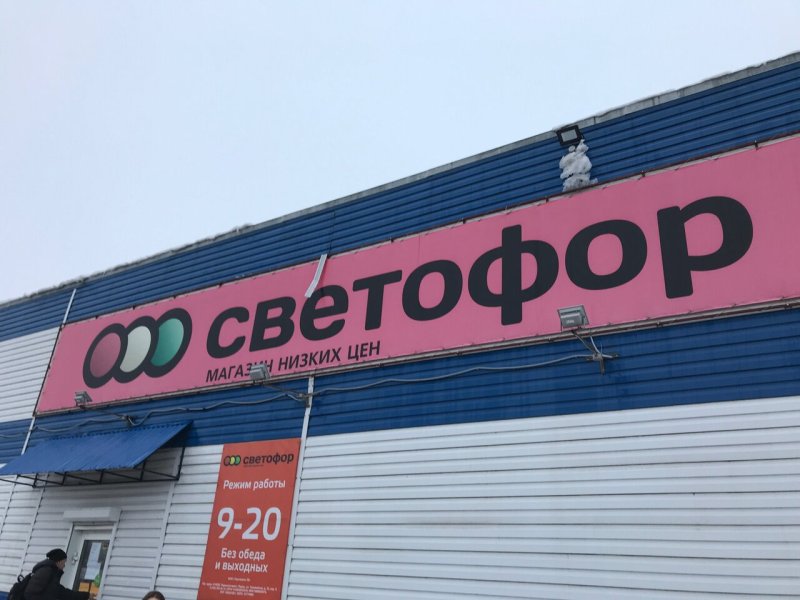 светофор
МАГАЗИН НИЗКИХ ЦЕН
светофор
Режим работы
9-20
Без обеда
и выходных